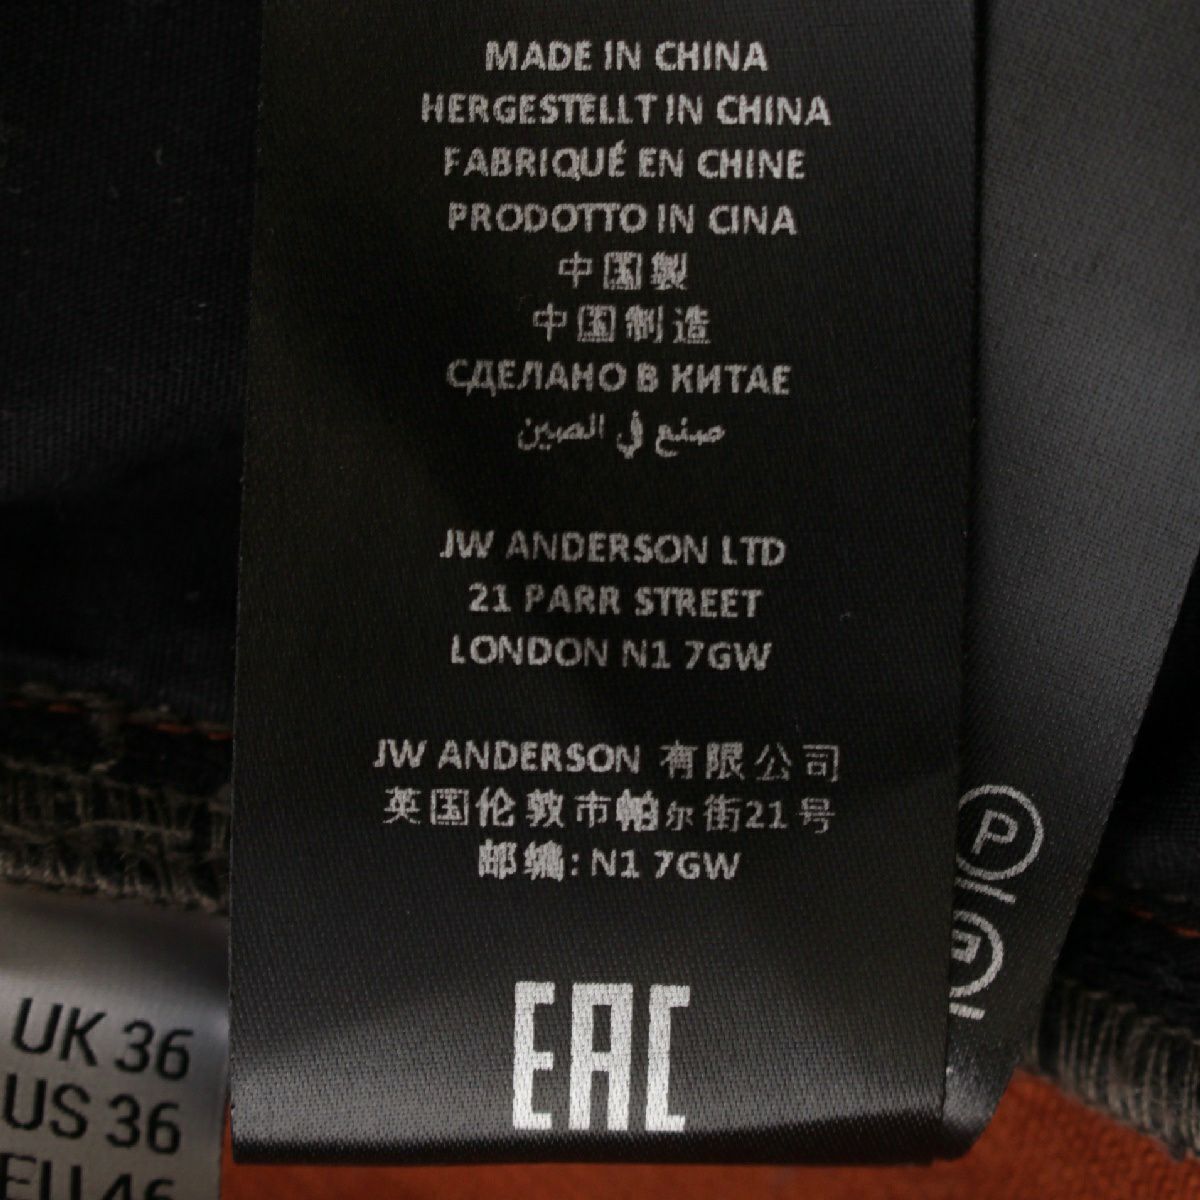 MADE IN CHINA
HERGESTELLT IN CHINA
FABRIQUÉ EN CHINE
PRODOTTO IN CINA
中国製
中国制造
СДЕЛАНО В КИТАЕ
صنع في الصين
JW ANDERSON LTD
21 PARR STREET
LONDON N1 7GW
JW ANDERSON 有限公司
英国伦敦市帕尔街21号
邮编: N1 7GW
EAC
P
UK 36
US 36
EU 46